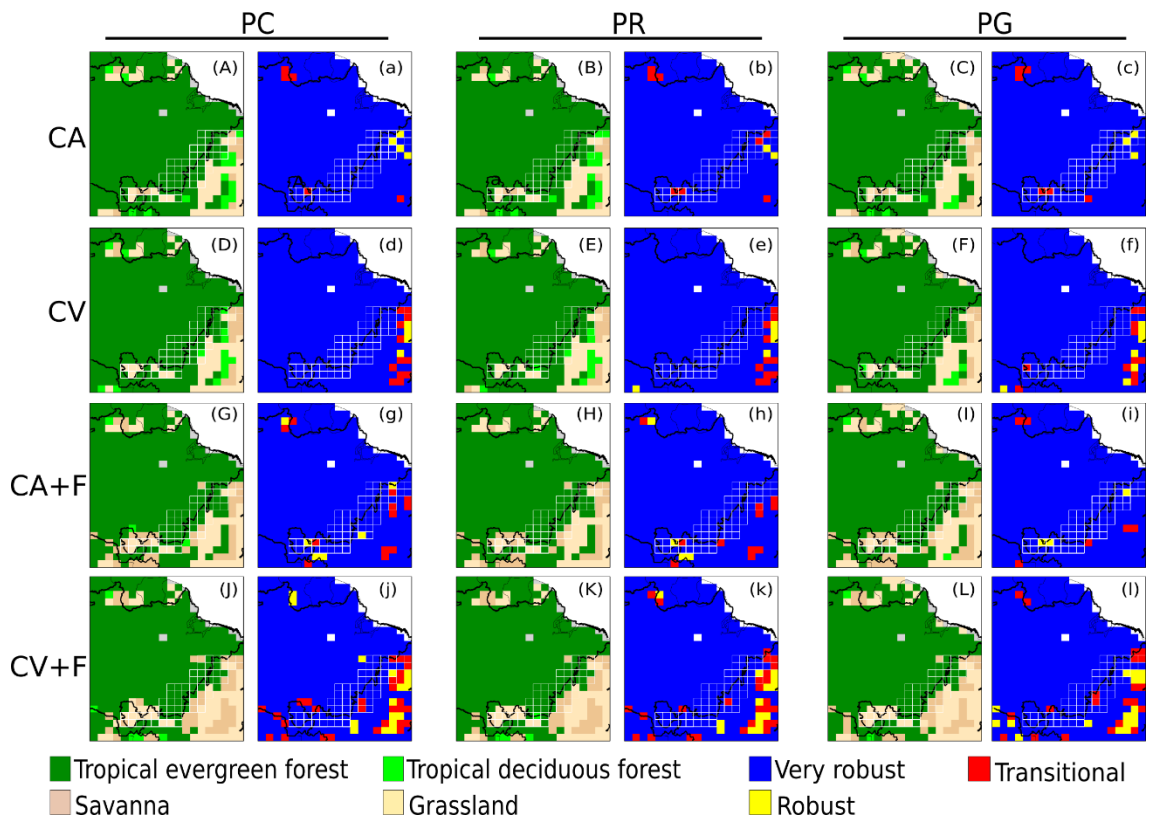 PC PR PG
CA (A) (a) (B) (b) (C) (c)
CV (D) (d) (E) (e) (F) (f)
CA+F (G) (g) (H) (h) (I) (i)
CV+F (J) (j) (K) (k) (L) (l)
Tropical evergreen forest Tropical deciduous forest Very robust Transitional
Savanna Grassland Robust